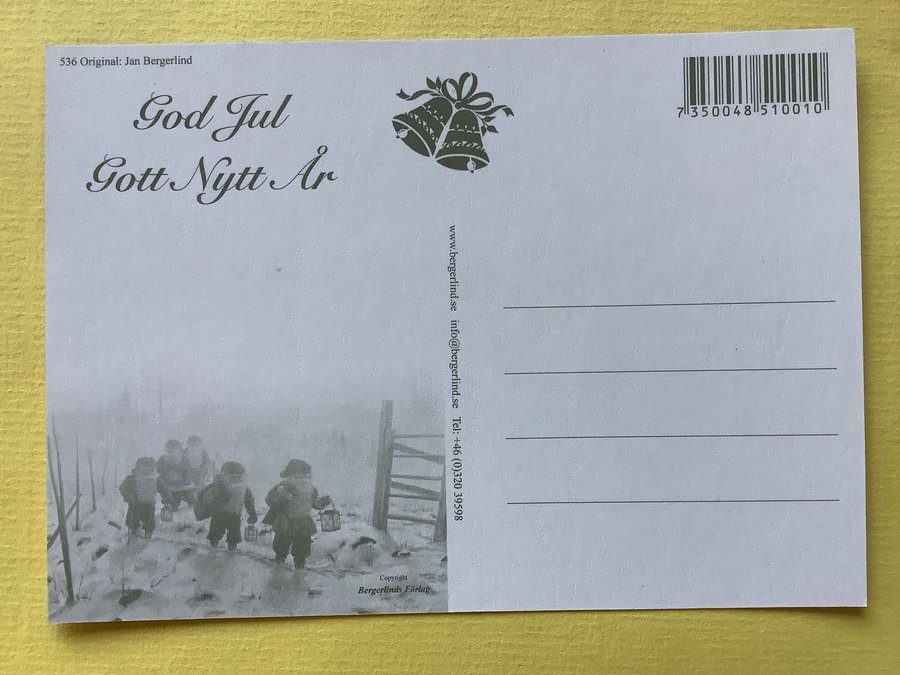 536 Original: Jan Bergerlind
God Jul
Gott Nytt År
7 350048 510010
www.bergerlind.se info@bergerlind.se Tel: +46 (0)320 39598
Copyright
Bergerlinds Förlag